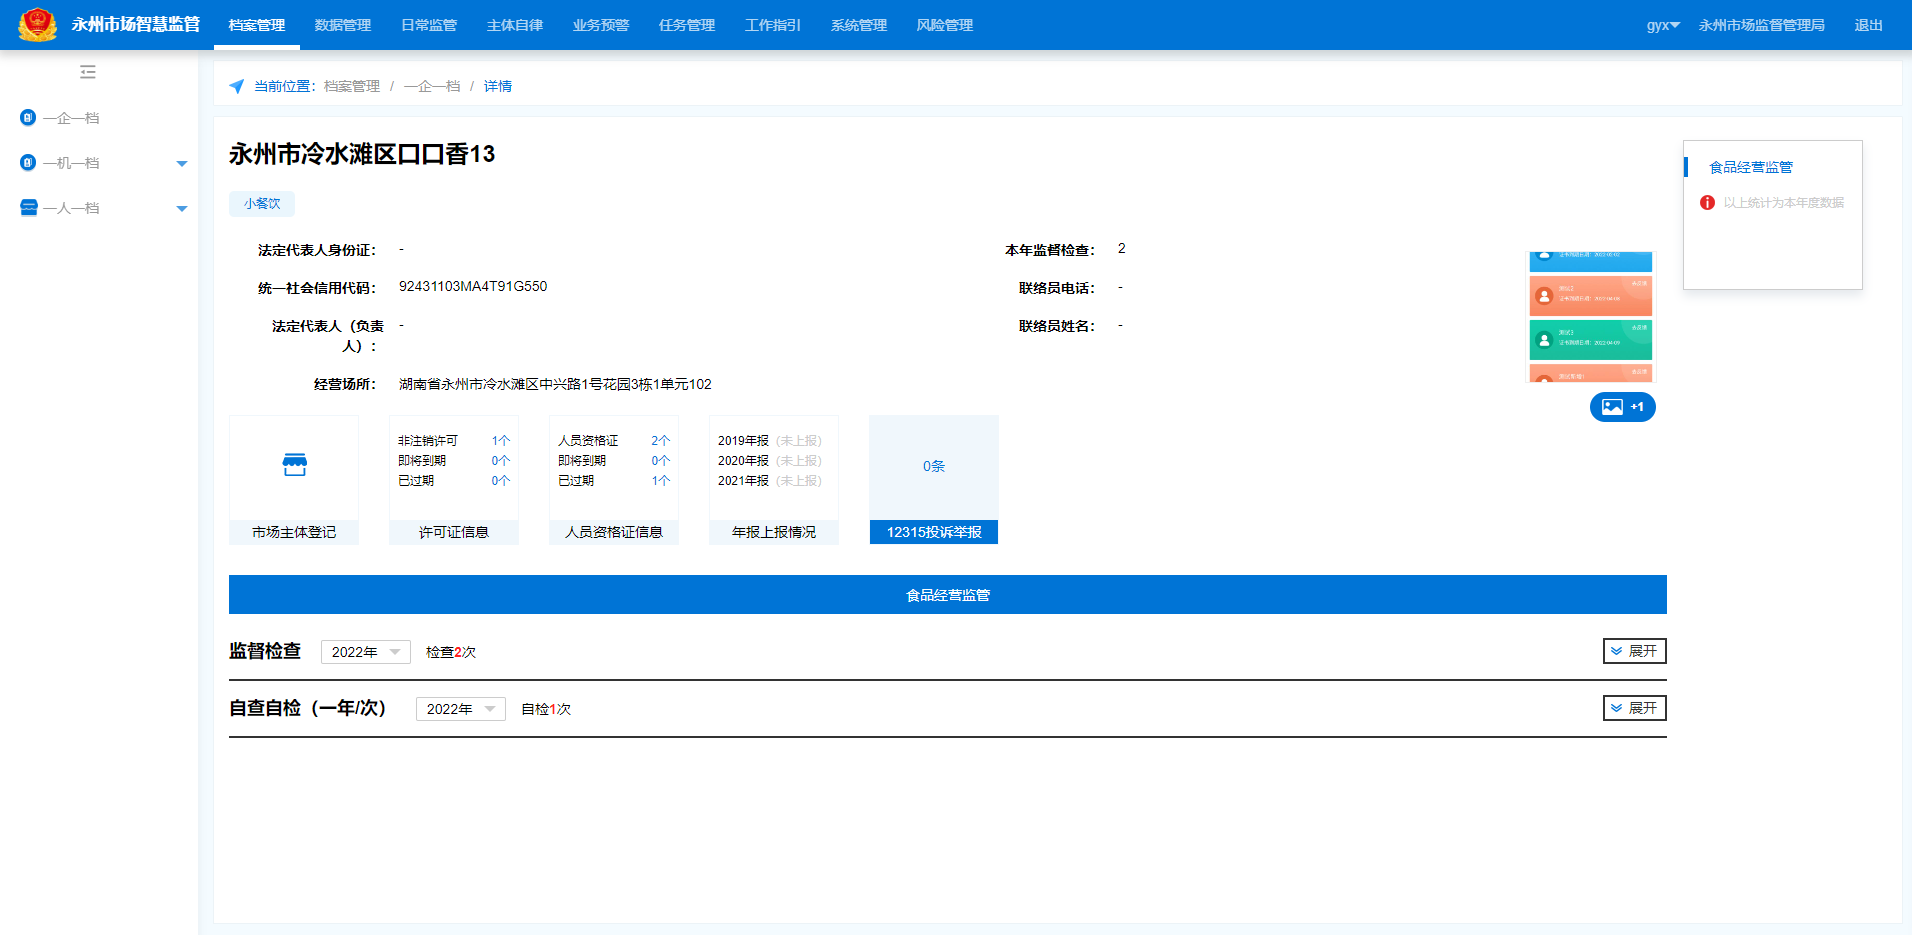 永州市场智慧监管 档案管理 数据管理 日常监管 主体自律 业务预警 任务管理 工作指引 系统管理 风险管理 gyx 永州市场监督管理局 退出
一企一档
一机一档
一人一档
当前位置： 档案管理 / 一企一档 / 详情
永州市冷水滩区口口香13
小餐饮
法定代表人身份证： -
本年监督检查： 2
统一社会信用代码： 92431103MA4T91G550
联络员电话： -
法定代表人（负责人）： -
联络员姓名： -
经营场所： 湖南省永州市冷水滩区中兴路1号花园3栋1单元102
+1
食品经营监管
以上统计为本年度数据
市场主体登记
非注销许可 1个
即将到期 0个
已过期 0个
许可证信息
人员资格证 2个
即将到期 0个
已过期 1个
人员资格证信息
2019年报 （未上报）
2020年报 （未上报）
2021年报 （未上报）
年报上报情况
0条
12315投诉举报
食品经营监管
监督检查 2022年 检查2次 展开
自查自检（一年/次） 2022年 自检1次 展开